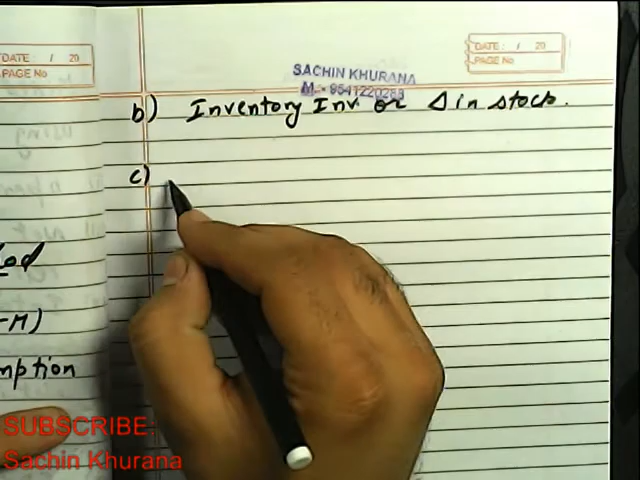 DATE / 20
PAGE No
DATE: / 20
PAGE No
SACHIN KHURANA
M.- 9541220288
b) Inventory Inv or Δ in stock.
c)
-M)
mption
SUBSCRIBE:
Sachin Khurana